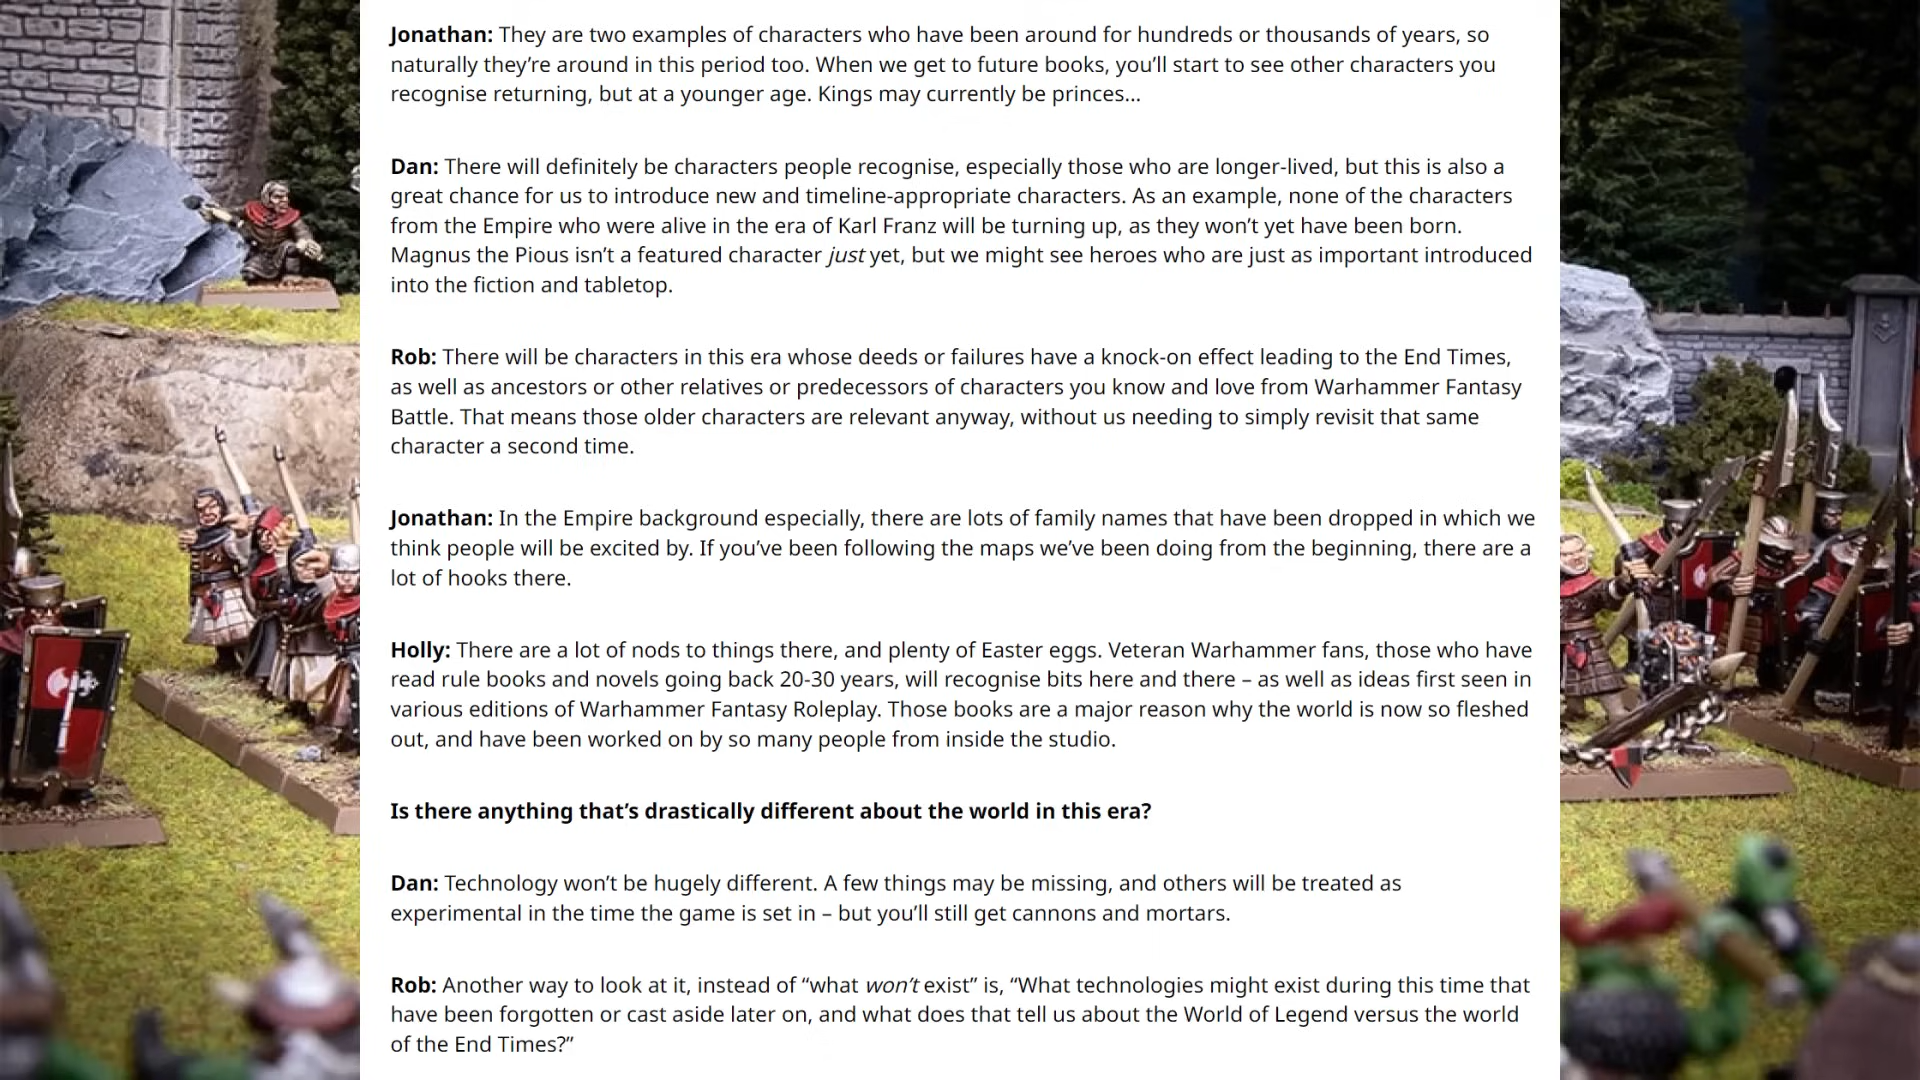 Jonathan: They are two examples of characters who have been around for hundreds or thousands of years, so
naturally they’re around in this period too. When we get to future books, you’ll start to see other characters you
recognise returning, but at a younger age. Kings may currently be princes…
Dan: There will definitely be characters people recognise, especially those who are longer-lived, but this is also a
great chance for us to introduce new and timeline-appropriate characters. As an example, none of the characters
from the Empire who were alive in the era of Karl Franz will be turning up, as they won’t yet have been born.
Magnus the Pious isn’t a featured character just yet, but we might see heroes who are just as important introduced
into the fiction and tabletop.
Rob: There will be characters in this era whose deeds or failures have a knock-on effect leading to the End Times,
as well as ancestors or other relatives or predecessors of characters you know and love from Warhammer Fantasy
Battle. That means those older characters are relevant anyway, without us needing to simply revisit that same
character a second time.
Jonathan: In the Empire background especially, there are lots of family names that have been dropped in which we
think people will be excited by. If you’ve been following the maps we’ve been doing from the beginning, there are a
lot of hooks there.
Holly: There are a lot of nods to things there, and plenty of Easter eggs. Veteran Warhammer fans, those who have
read rule books and novels going back 20-30 years, will recognise bits here and there – as well as ideas first seen in
various editions of Warhammer Fantasy Roleplay. Those books are a major reason why the world is now so fleshed
out, and have been worked on by so many people from inside the studio.
Is there anything that’s drastically different about the world in this era?
Dan: Technology won’t be hugely different. A few things may be missing, and others will be treated as
experimental in the time the game is set in – but you’ll still get cannons and mortars.
Rob: Another way to look at it, instead of “what won’t exist” is, “What technologies might exist during this time that
have been forgotten or cast aside later on, and what does that tell us about the World of Legend versus the world
of the End Times?”